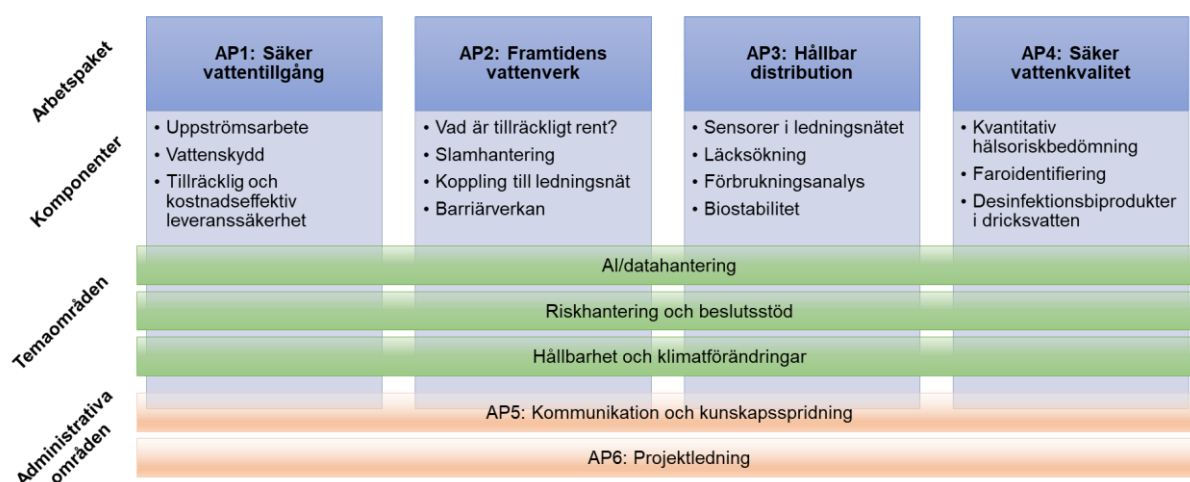 Arbetspaket
AP1: Säker
vattentillgång
AP2: Framtidens
vattenverk
AP3: Hållbar
distribution
AP4: Säker
vattenkvalitet
Komponenter
• Uppströmsarbete
• Vattenskydd
• Tillräcklig och
kostnadseffektiv
leveranssäkerhet
• Vad är tillräckligt rent?
• Slamhantering
• Koppling till ledningsnät
• Barriärverkan
• Sensorer i ledningsnätet
• Läcksökning
• Förbrukningsanalys
• Biostabilitet
• Kvantitativ
hälsoriskbedömning
• Faroidentifiering
• Desinfektionsbiprodukter
i dricksvatten
Temaområden
AI/datahantering
Riskhantering och beslutsstöd
Hållbarhet och klimatförändringar
Administrativa
områden
AP5: Kommunikation och kunskapsspridning
AP6: Projektledning